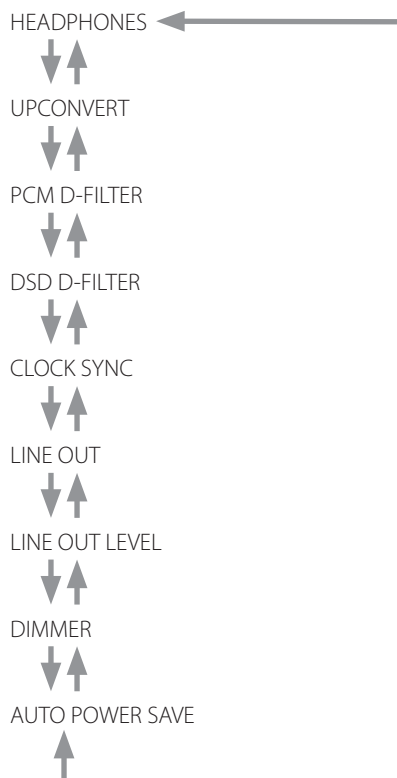 HEADPHONES
UPCONVERT
PCM D-FILTER
DSD D-FILTER
CLOCK SYNC
LINE OUT
LINE OUT LEVEL
DIMMER
AUTO POWER SAVE